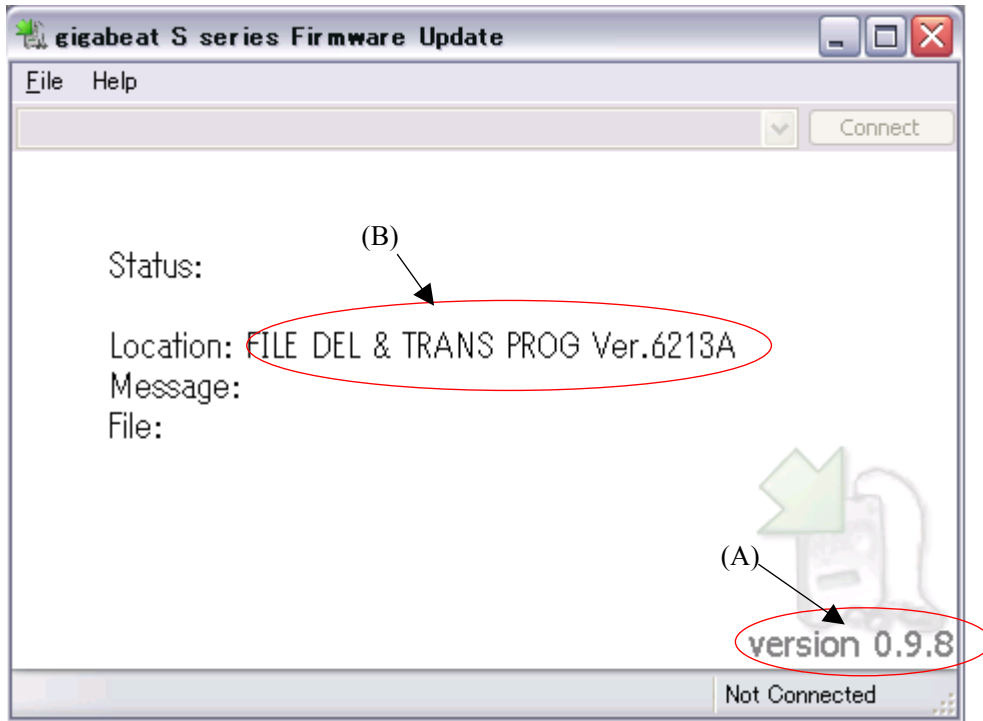 gigabeat S series Firmware Update
File Help
Connect
(B)
Status:
Location: FILE DEL & TRANS PROG Ver.6213A
Message:
File:
(A)
version 0.9.8
Not Connected